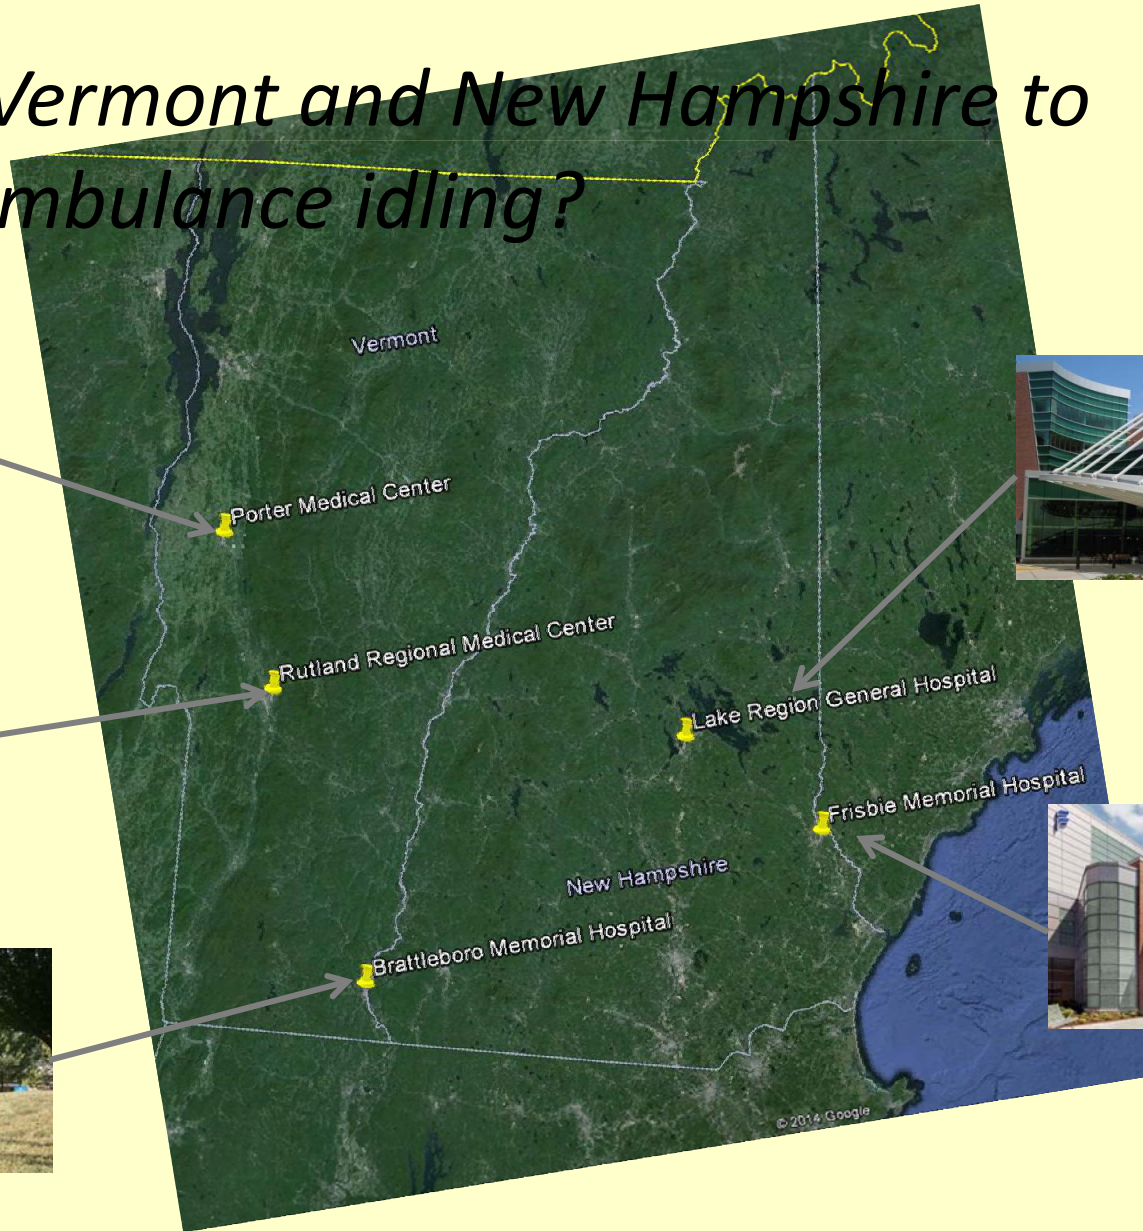 Vermont and New Hampshire to
mbulance idling?
Vermont
Porter Medical Center
Rutland Regional Medical Center
Lake Region General Hospital
Frisbie Memorial Hospital
New Hampshire
Brattleboro Memorial Hospital
© 2014 Google